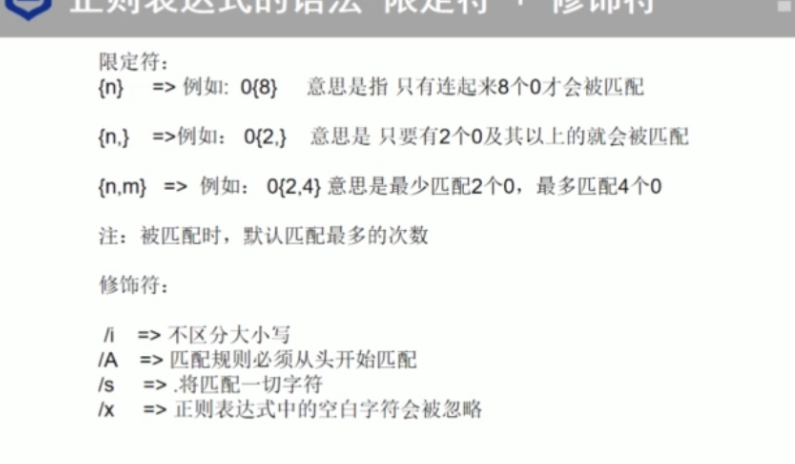 正则表达式的语法 限定符 + 修饰符
限定符：
{n} => 例如: 0{8} 意思是指 只有连起来8个0才会被匹配
{n,} =>例如： 0{2,} 意思是 只要有2个0及其以上的就会被匹配
{n,m} => 例如： 0{2,4} 意思是最少匹配2个0，最多匹配4个0
注：被匹配时，默认匹配最多的次数
修饰符：
/i => 不区分大小写
/A => 匹配规则必须从头开始匹配
/s => .将匹配一切字符
/x => 正则表达式中的空白字符会被忽略